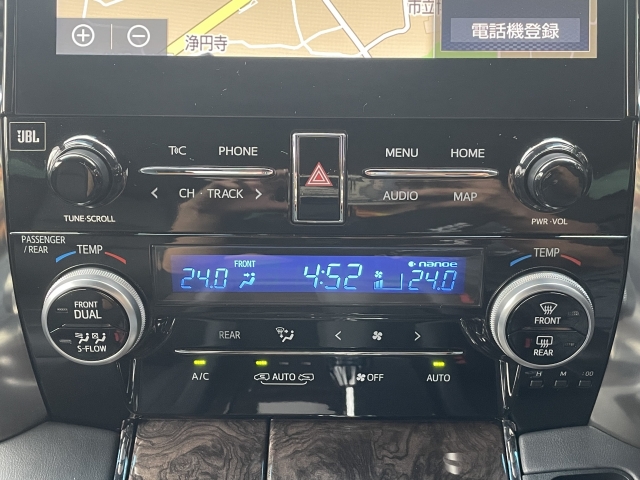 市立
浄円寺
電話機登録
JBL
TC PHONE
MENU HOME
CH · TRACK
AUDIO MAP
TUNE·SCROLL
PWR·VOL
PASSENGER
/ REAR
TEMP
TEMP
FRONT
nanoe
24.0 4:52 24.0
FRONT
DUAL
S-FLOW
FRONT
REAR
REAR
A/C AUTO OFF AUTO
H M :00